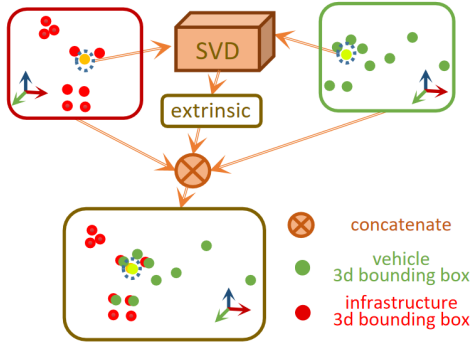 SVD
extrinsic
concatenate
vehicle
3d bounding box
infrastructure
3d bounding box